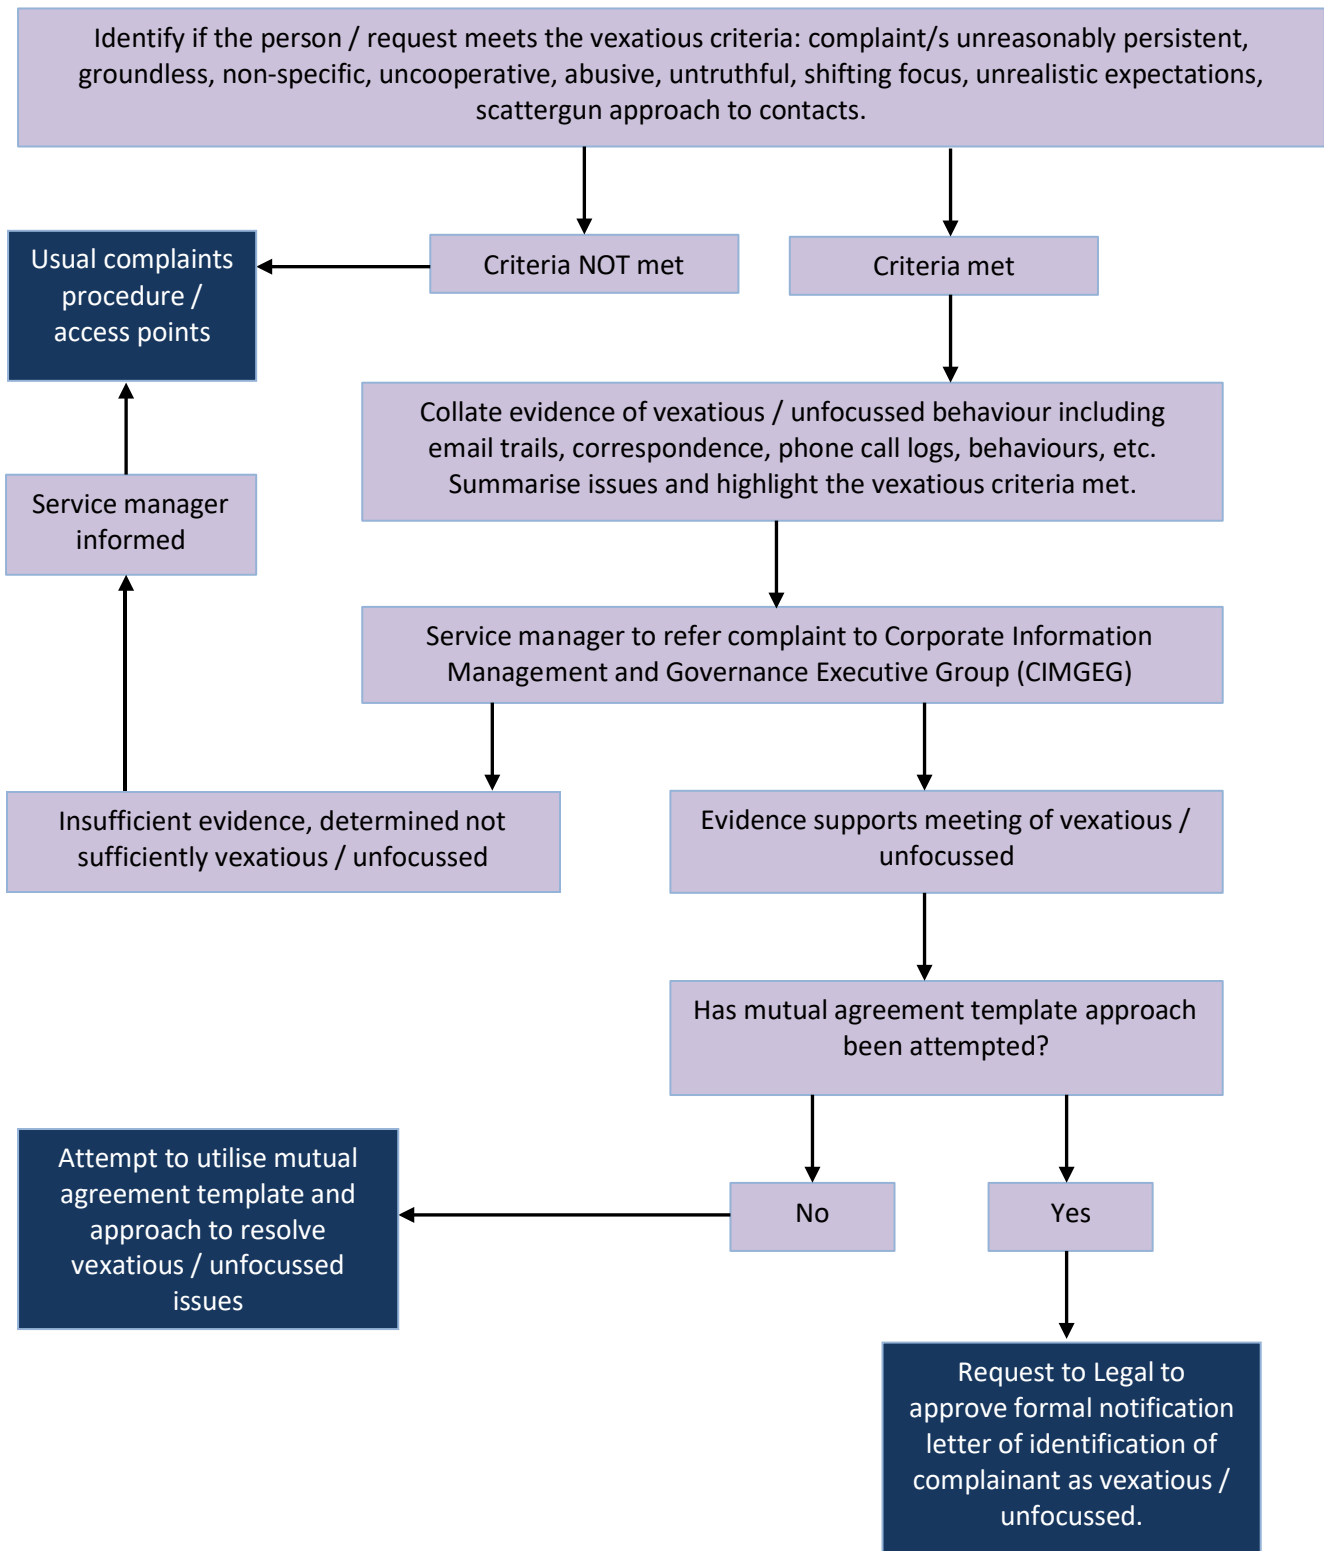 Identify if the person / request meets the vexatious criteria: complaint/s unreasonably persistent,
groundless, non-specific, uncooperative, abusive, untruthful, shifting focus, unrealistic expectations,
scattergun approach to contacts.
Usual complaints
procedure /
access points
Criteria NOT met
Criteria met
Collate evidence of vexatious / unfocussed behaviour including
email trails, correspondence, phone call logs, behaviours, etc.
Summarise issues and highlight the vexatious criteria met.
Service manager
informed
Service manager to refer complaint to Corporate Information
Management and Governance Executive Group (CIMGEG)
Insufficient evidence, determined not
sufficiently vexatious / unfocussed
Evidence supports meeting of vexatious /
unfocussed
Has mutual agreement template approach
been attempted?
Attempt to utilise mutual
agreement template and
approach to resolve
vexatious / unfocussed
issues
No
Yes
Request to Legal to
approve formal notification
letter of identification of
complainant as vexatious /
unfocussed.